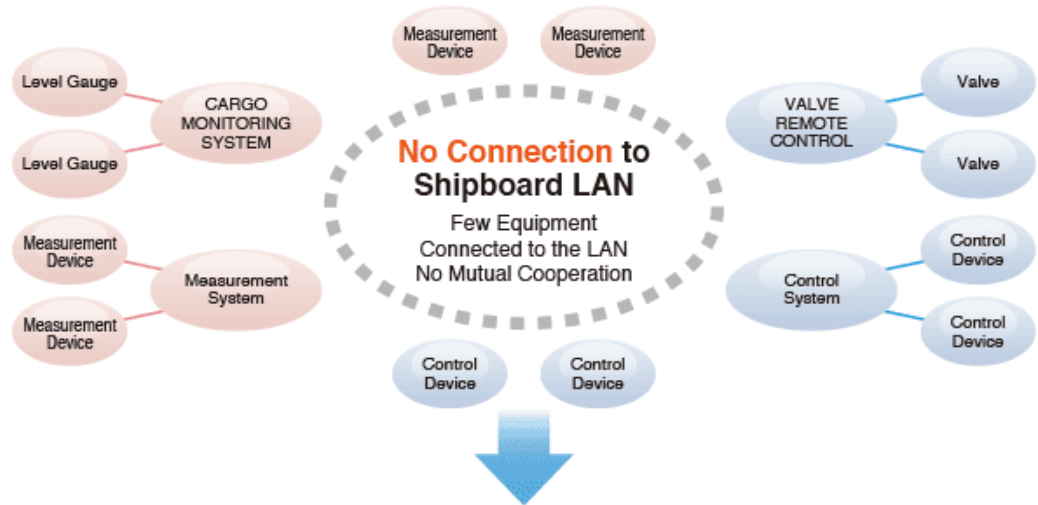 Measurement
Device
Measurement
Device
Level Gauge
Level Gauge
CARGO
MONITORING
SYSTEM
Measurement
Device
Measurement
Device
Measurement
System
No Connection to
Shipboard LAN
Few Equipment
Connected to the LAN
No Mutual Cooperation
VALVE
REMOTE
CONTROL
Valve
Valve
Control
System
Control
Device
Control
Device
Control
Device
Control
Device